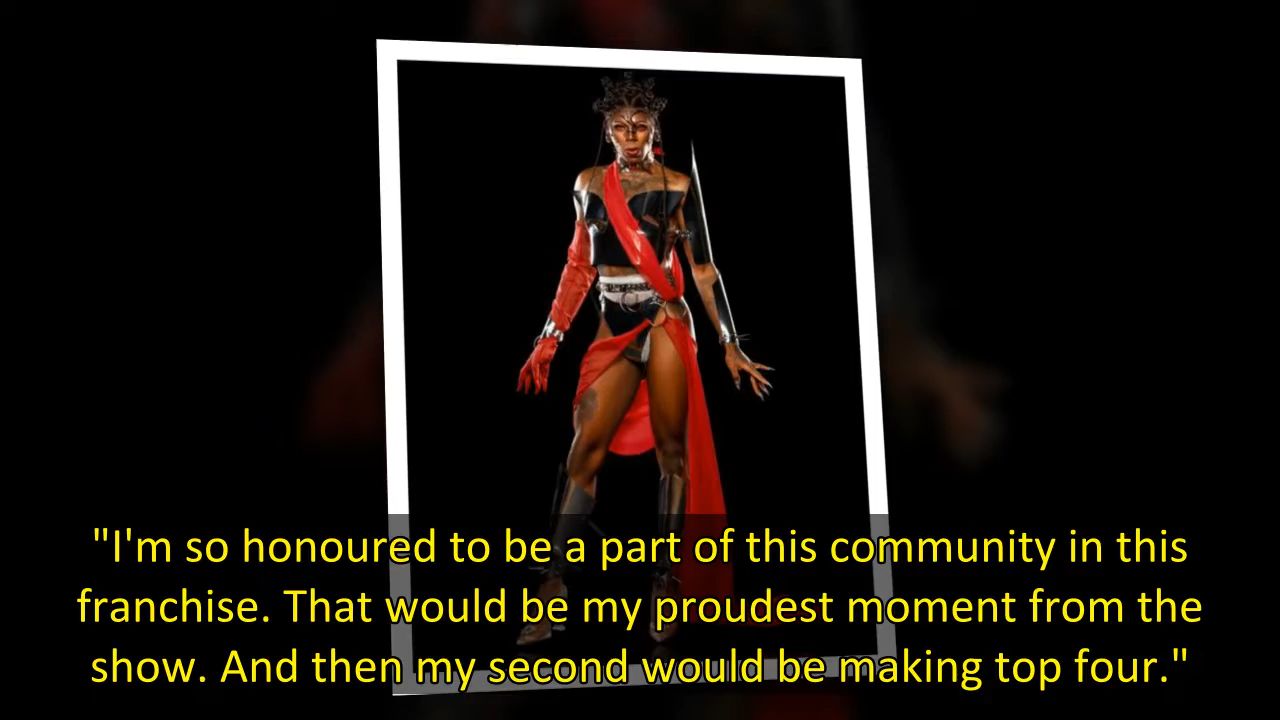 "I'm so honoured to be a part of this community in this
franchise. That would be my proudest moment from the
show. And then my second would be making top four."